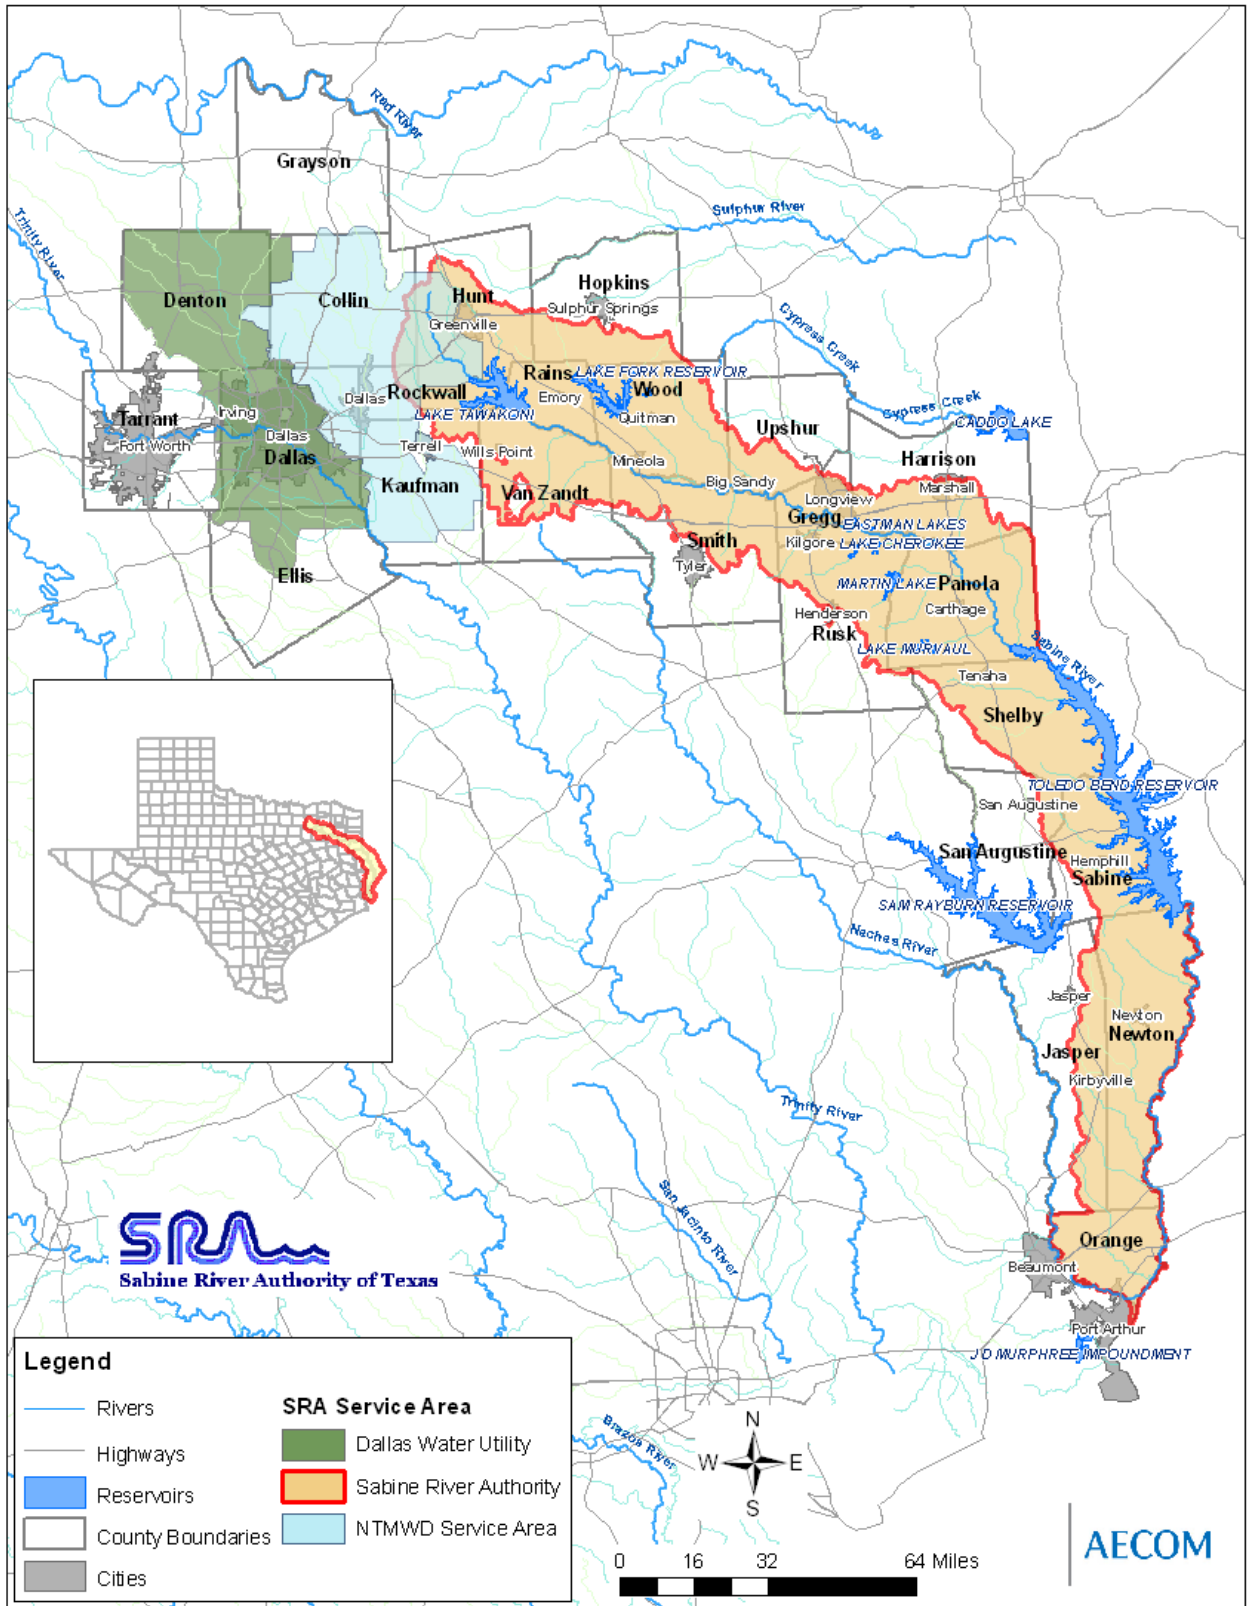 Red River
Grayson
Trinity River
Sulphur River
Hopkins
Sulphur Springs
Denton
Collin
Hunt
Greenville
Cypress Creek
Rains
LAKE FORK RESERVOIR
Wood
Emory
Quitman
Rockwall
LAKE TAWAKONI
Dallas
Cypress Creek
CADDO LAKE
Tarrant
Fort Worth
Irving
Dallas
Dallas
Terrell
Wills Point
Upshur
Mineola
Harrison
Kaufman
Van Zandt
Big Sandy
Longview
Marshall
Gregg
EASTMAN LAKES
Smith
Kilgore
LAKE CHEROKEE
Tyler
Ellis
MARTIN LAKE
Panola
Henderson
Carthage
Rusk
LAKE MURVAUL
Sabine River
Tenaha
Shelby
TOLEDO BEND RESERVOIR
San Augustine
San Augustine
Hemphill
Sabine
SAM RAYBURN RESERVOIR
Naches River
Jasper
Newton
Newton
Jasper
Kirbyville
Trinity River
San Jacinto River
SRA
Sabine River Authority of Texas
Orange
Beaumont
Port Arthur
JD MURPHREE IMPOUNDMENT
Legend
Rivers
Highways
Reservoirs
County Boundaries
Cities
SRA Service Area
Dallas Water Utility
Sabine River Authority
NTMWD Service Area
Brazos River
N
W E
S
0 16 32 64 Miles
AECOM